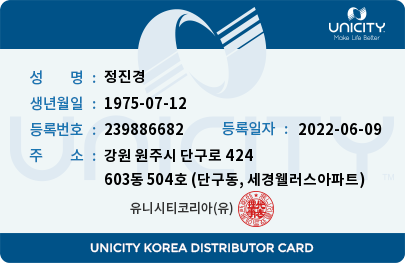 UNICITY
Make Life Better
성 명 : 정진경
생년월일 : 1975-07-12
등록번호 : 239886682 등록일자 : 2022-06-09
주 소 : 강원 원주시 단구로 424
603동 504호 (단구동, 세경웰러스아파트)
유니시티코리아(유)
UNICITY
UNICITY KOREA DISTRIBUTOR CARD